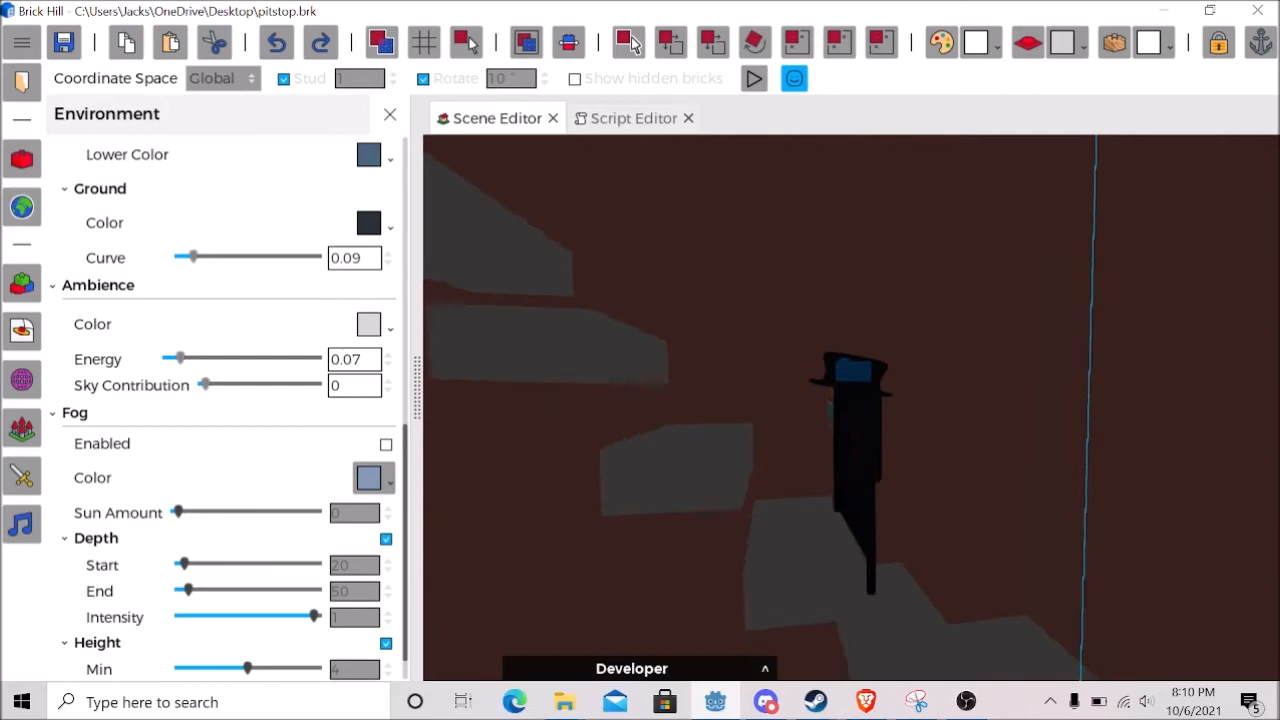 Brick Hill - C:\Users\Jacks\OneDrive\Desktop\pitstop.brk
Coordinate Space Global Stud 1 Rotate 10 ° Show hidden bricks
Environment
Scene Editor Script Editor
Lower Color
Ground
Color
Curve 0.09
Ambience
Color
Energy 0.07
Sky Contribution 0
Fog
Enabled
Color
Sun Amount 0
Depth
Start 20
End 50
Intensity 1
Height
Min 4
Developer
Type here to search
8:10 PM
10/6/2021
5